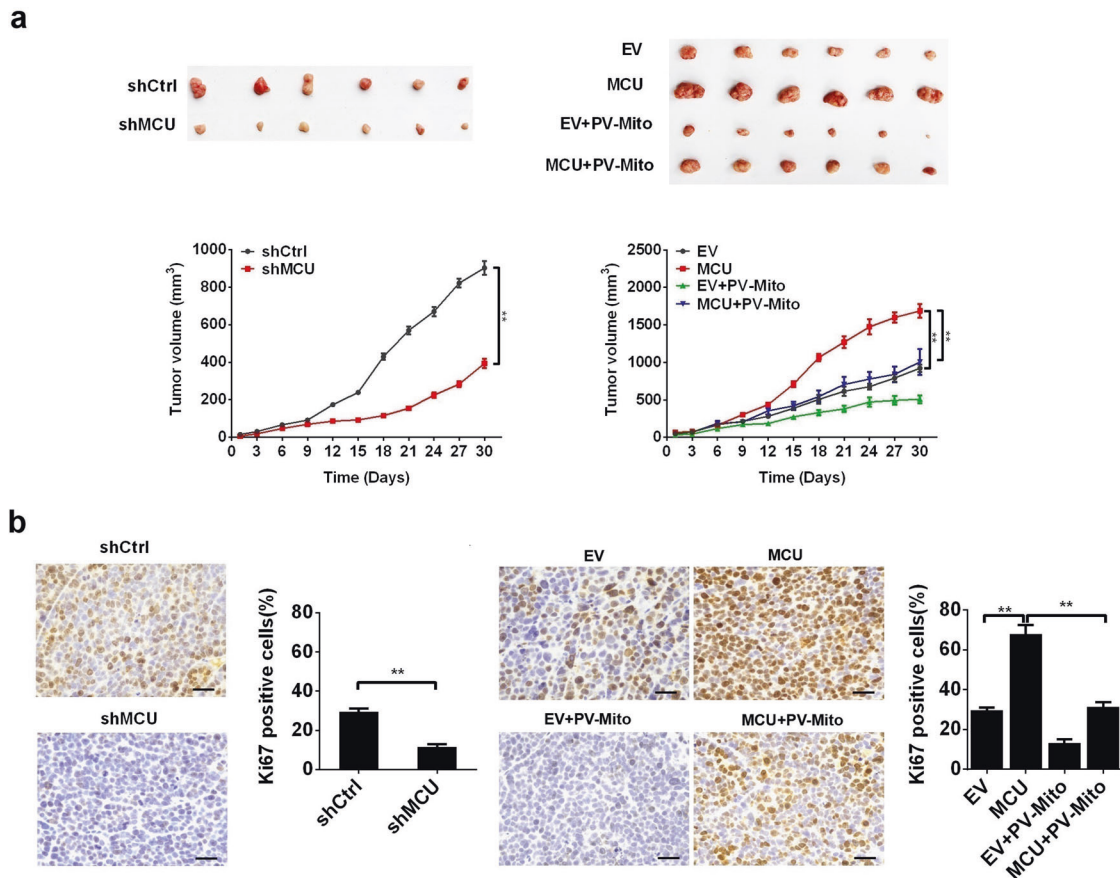 a
shCtrl
shMCU
EV
MCU
EV+PV-Mito
MCU+PV-Mito
Tumor volume (mm³)
1000
800
600
400
200
0
shCtrl
shMCU
**
0 3 6 9 12 15 18 21 24 27 30
Time (Days)
Tumor volume (mm³)
2500
2000
1500
1000
500
0
EV
MCU
EV+PV-Mito
MCU+PV-Mito
**
**
0 3 6 9 12 15 18 21 24 27 30
Time (Days)
b
shCtrl
shMCU
Ki67 positive cells(%)
80
60
40
20
0
**
shCtrl
shMCU
EV
MCU
EV+PV-Mito
MCU+PV-Mito
Ki67 positive cells(%)
80
60
40
20
0
**
**
EV
MCU
EV+PV-Mito
MCU+PV-Mito